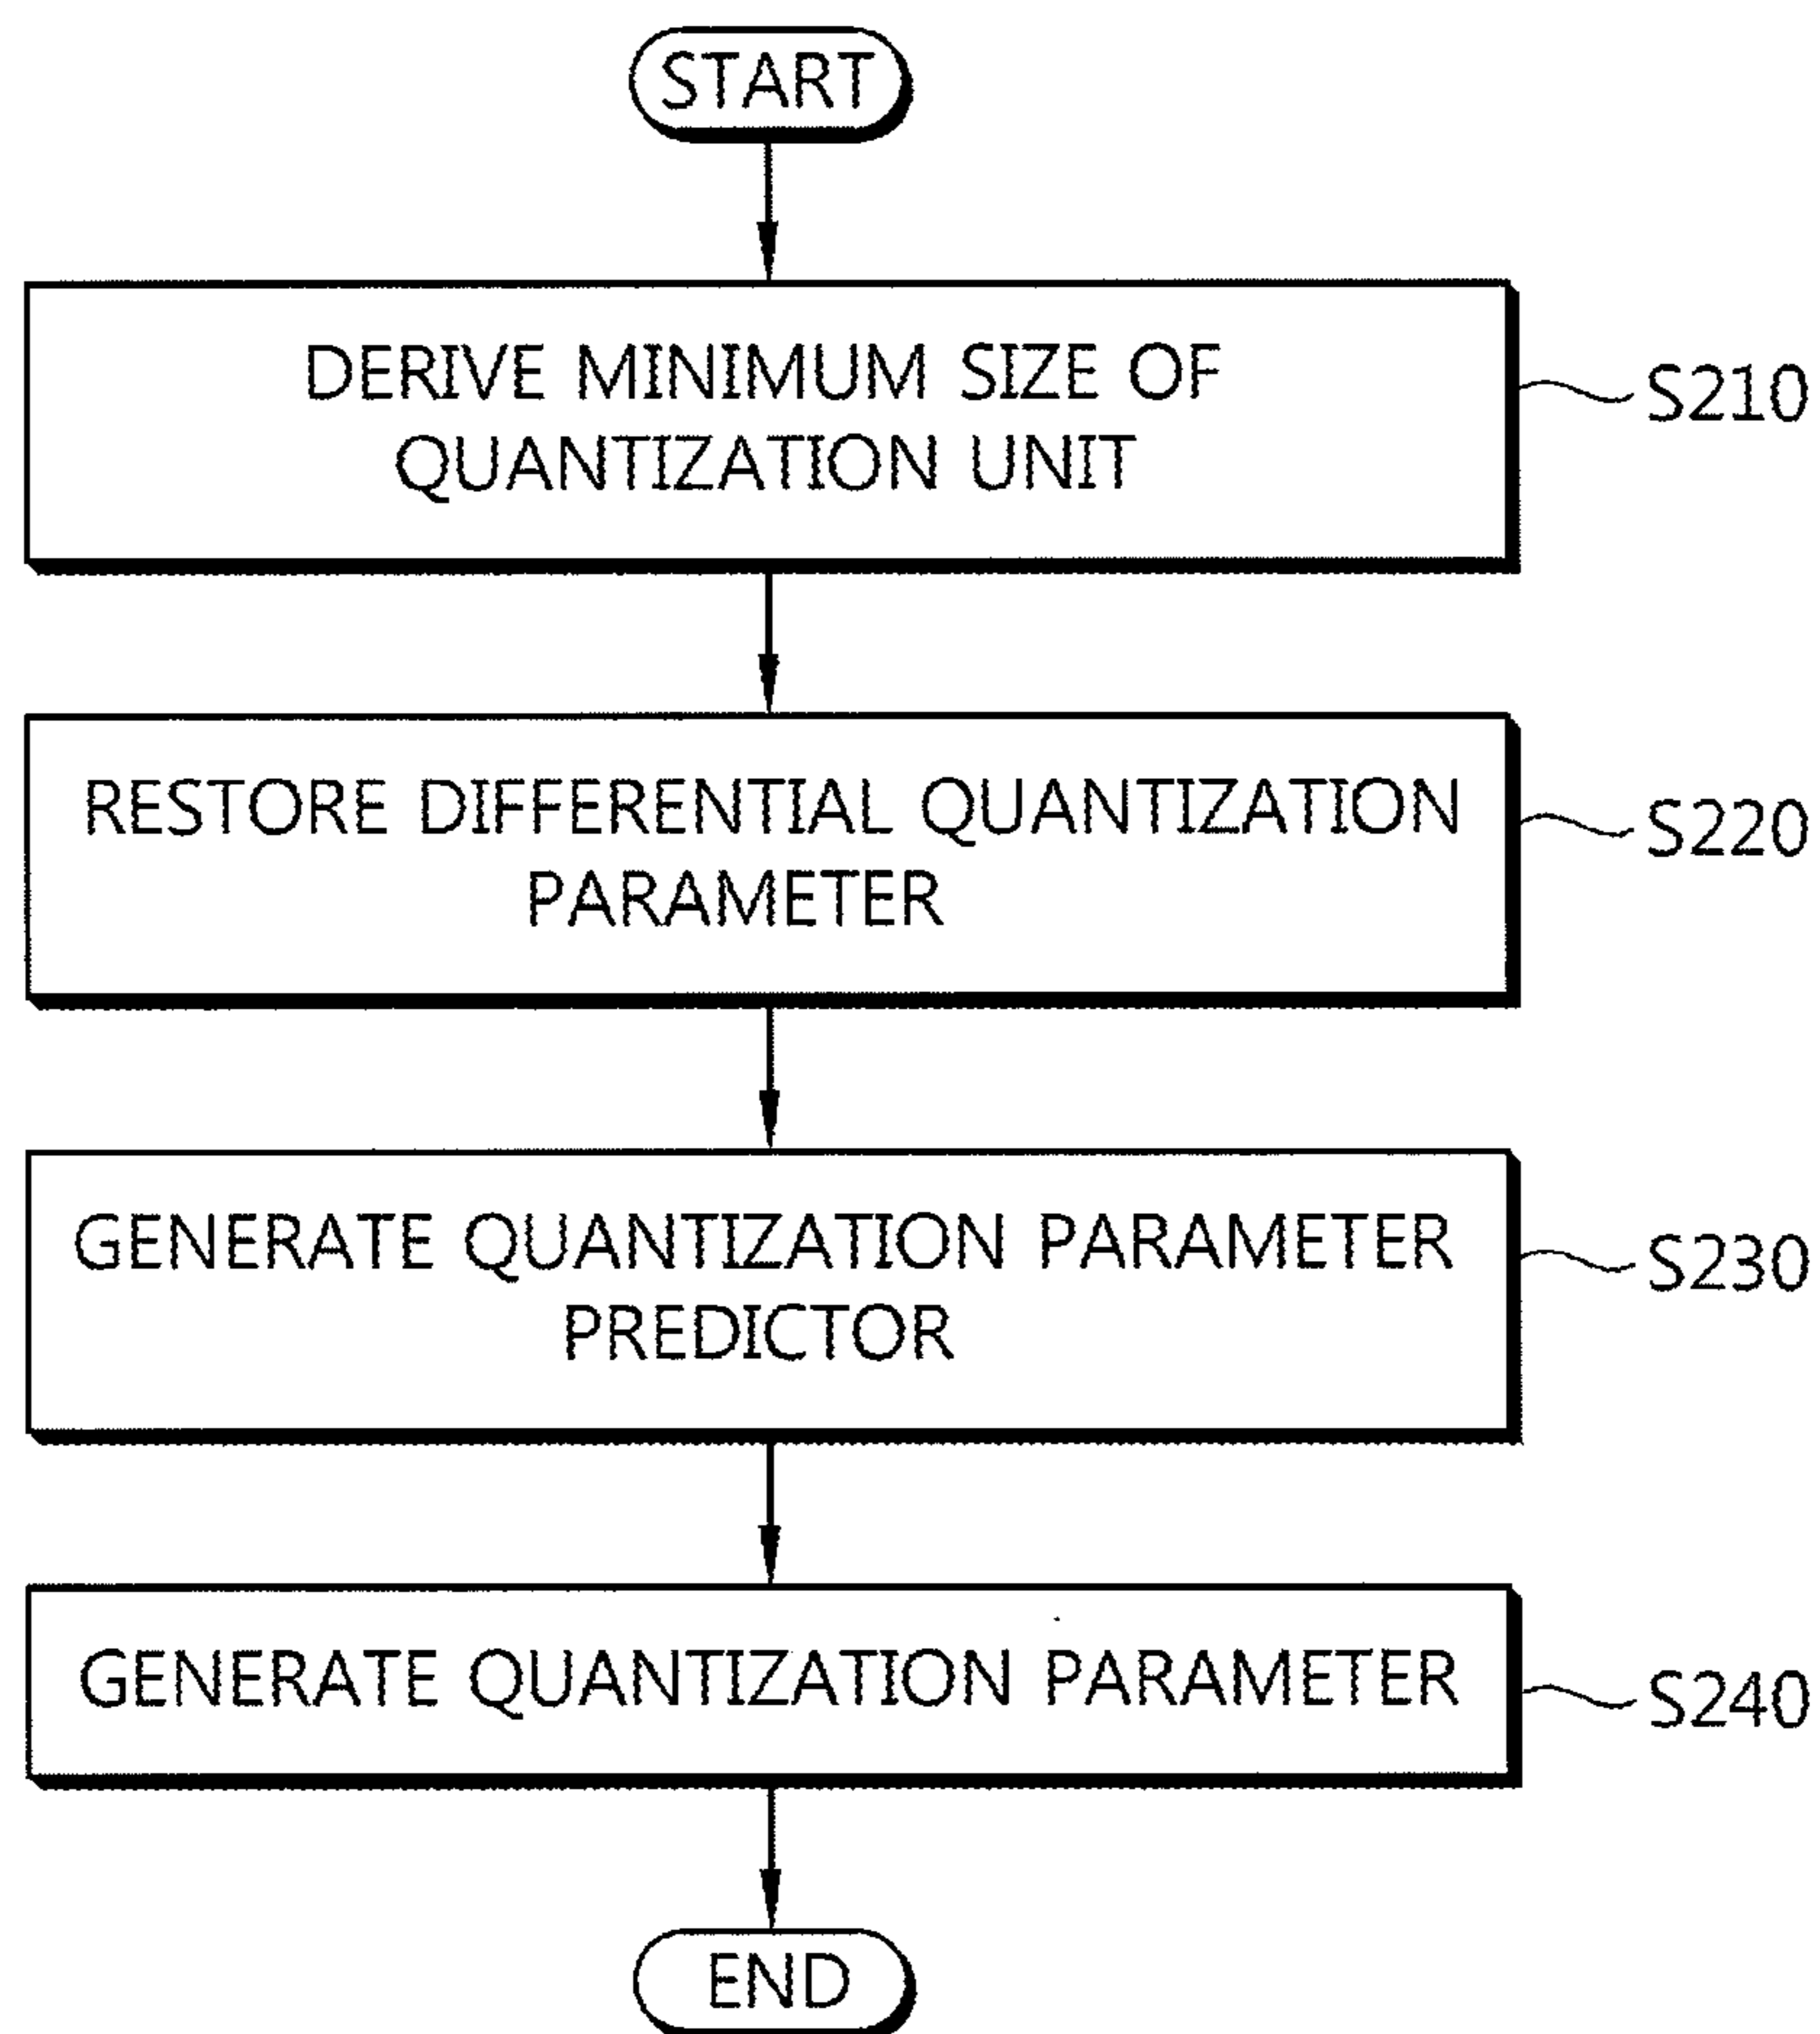 START
DERIVE MINIMUM SIZE OF
QUANTIZATION UNIT
S210
RESTORE DIFFERENTIAL QUANTIZATION
PARAMETER
S220
GENERATE QUANTIZATION PARAMETER
PREDICTOR
S230
GENERATE QUANTIZATION PARAMETER
S240
END